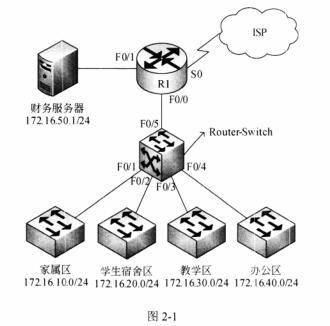 ISP
F0/1
S0
R1
F0/0
财务服务器
172.16.50.1/24
F0/5
Router-Switch
F0/1
F0/4
F0/2
F0/3
家属区
学生宿舍区
教学区
办公区
172.16.10.0/24
172.16.20.0/24
172.16.30.0/24
172.16.40.0/24
图 2-1